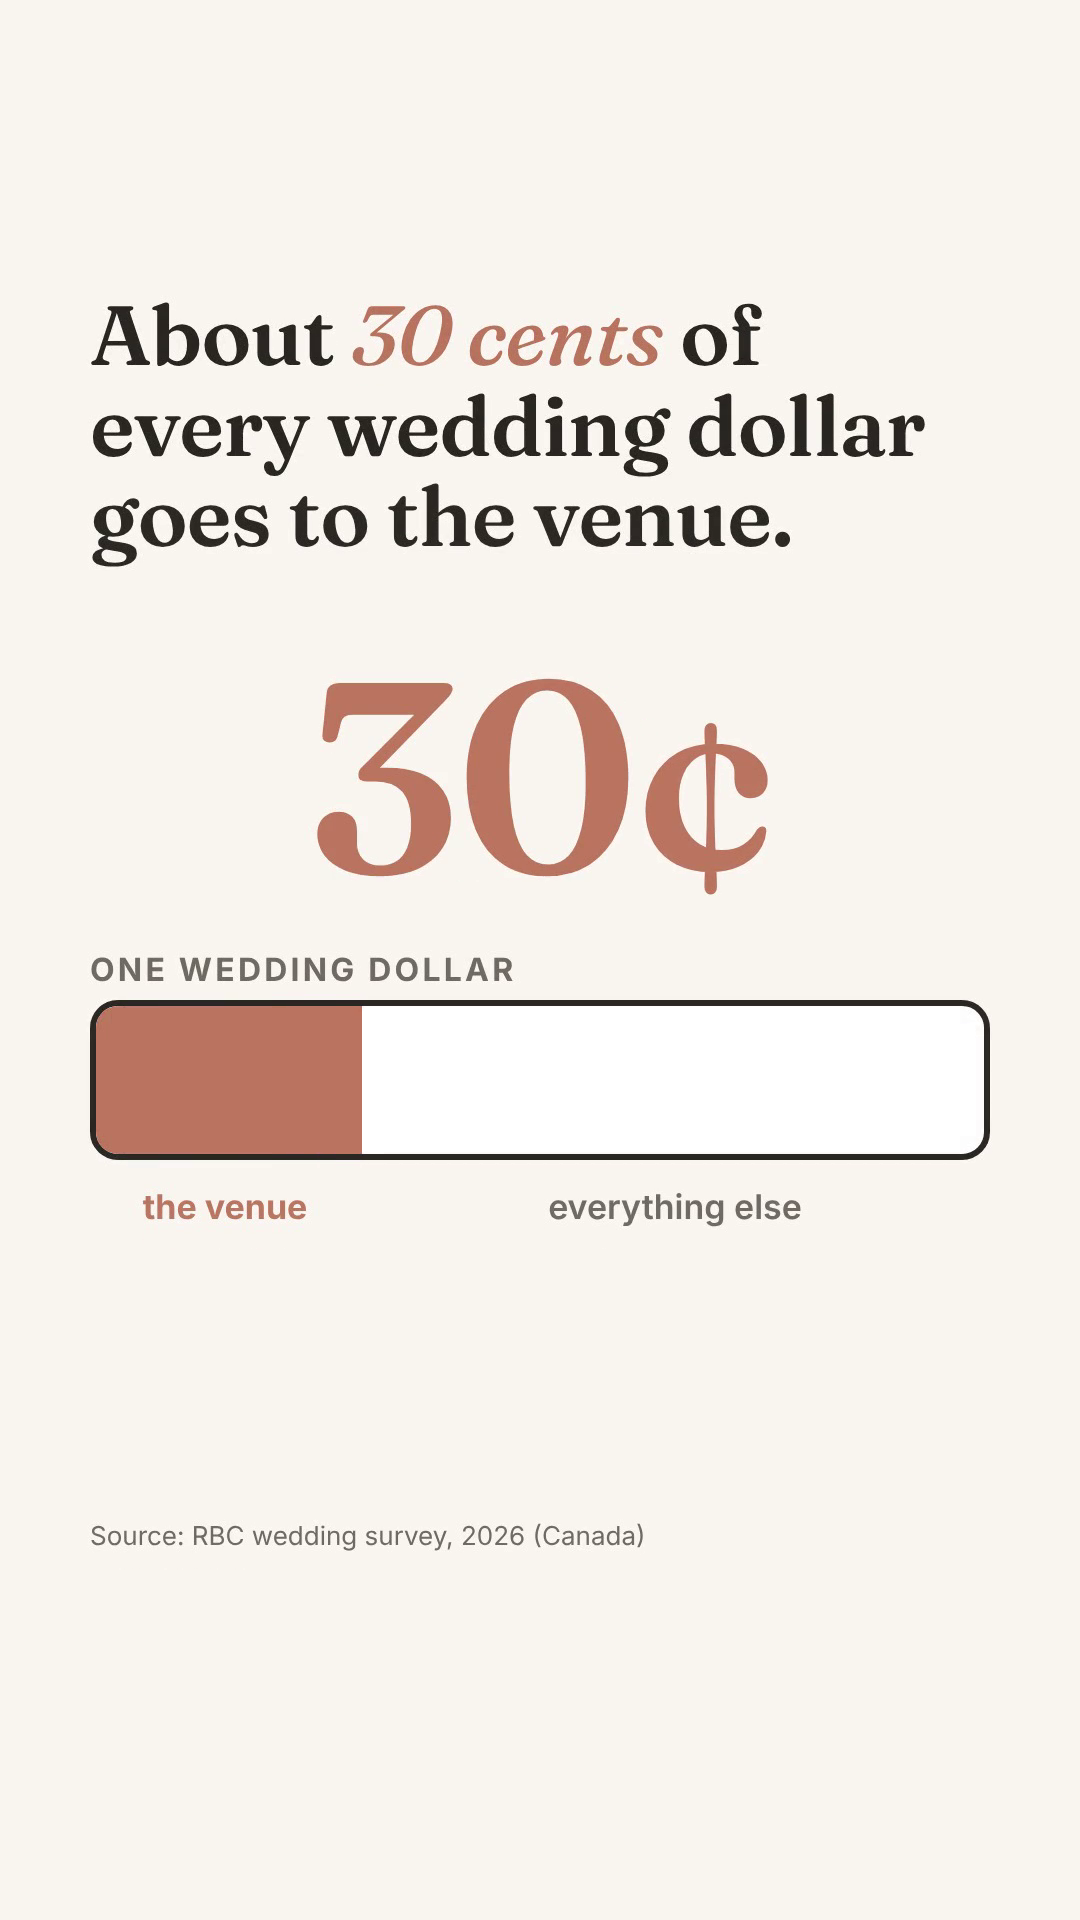 About 30 cents of
every wedding dollar
goes to the venue.
30¢
ONE WEDDING DOLLAR
the venue
everything else
Source: RBC wedding survey, 2026 (Canada)